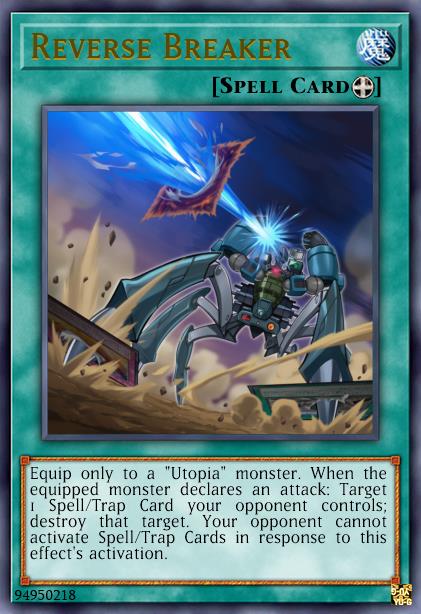 Reverse Breaker
魔
[Spell Card]
Equip only to a "Utopia" monster. When the
equipped monster declares an attack: Target
1 Spell/Trap Card your opponent controls;
destroy that target. Your opponent cannot
activate Spell/Trap Cards in response to this
effect's activation.
94950218